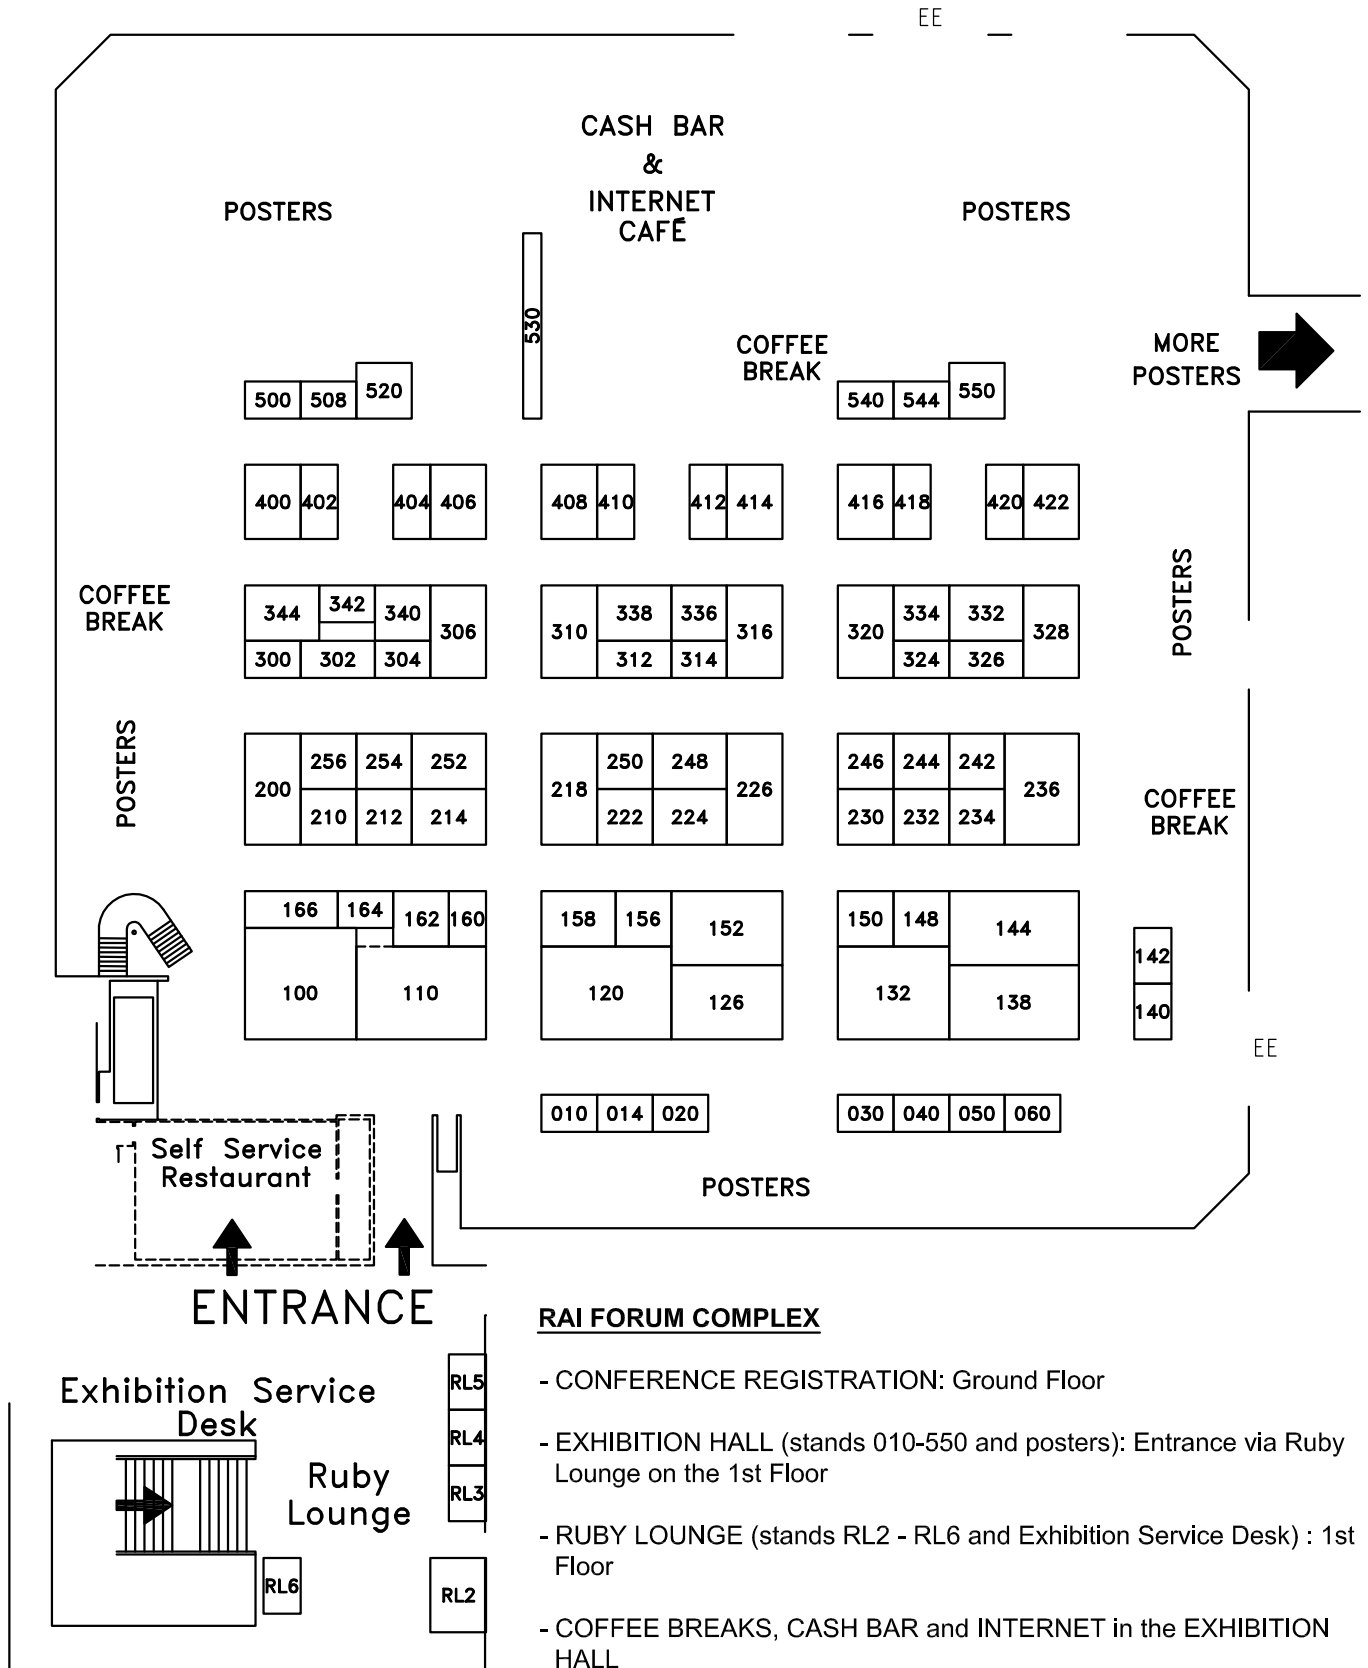 EE
CASH BAR
&
INTERNET
CAFÉ
POSTERS
POSTERS
530
COFFEE
BREAK
MORE
POSTERS
500 508 520
540 544 550
400 402 404 406 408 410 412 414 416 418 420 422
COFFEE
BREAK
POSTERS
344 342 340 306
300 302 304
310 338 336 316
312 314
320 334 332 328
324 326
POSTERS
200 256 254 252
210 212 214
218 250 248 226
222 224
246 244 242 236
230 232 234
COFFEE
BREAK
166 164 162 160
100 110
158 156 152
120 126
150 148 144
132 138
142
140
EE
010 014 020
030 040 050 060
Self Service
Restaurant
POSTERS
ENTRANCE
Exhibition Service
Desk
Ruby
Lounge
RL5
RL4
RL3
RL6
RL2
RAI FORUM COMPLEX
- CONFERENCE REGISTRATION: Ground Floor
- EXHIBITION HALL (stands 010-550 and posters): Entrance via Ruby
Lounge on the 1st Floor
- RUBY LOUNGE (stands RL2 - RL6 and Exhibition Service Desk) : 1st
Floor
- COFFEE BREAKS, CASH BAR and INTERNET in the EXHIBITION
HALL